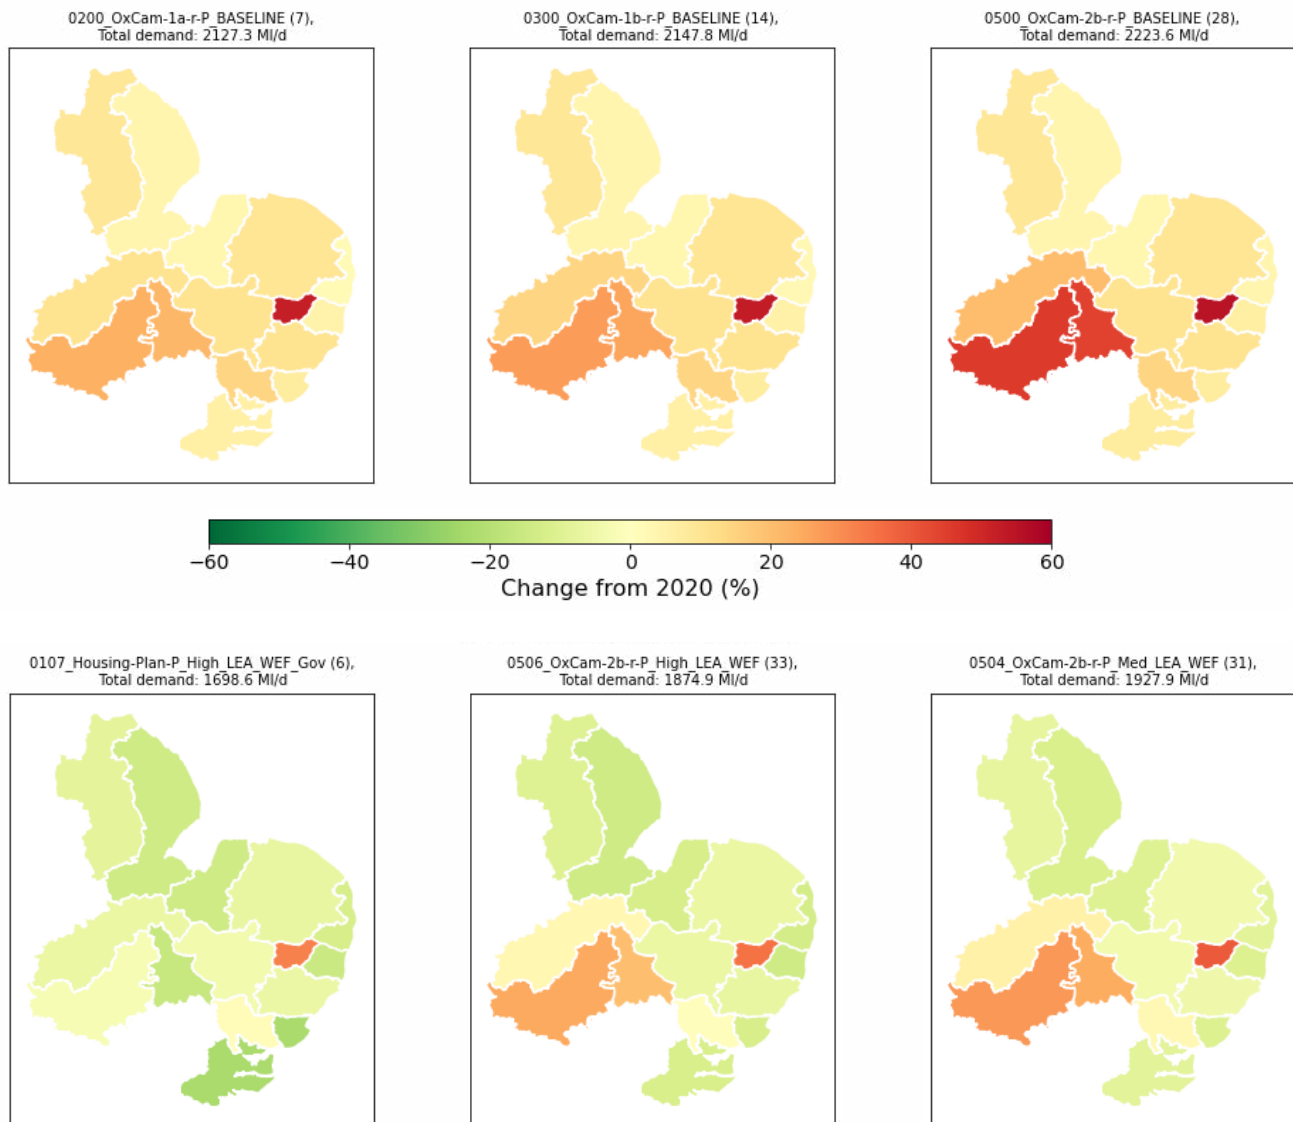 0200_OxCam-1a-r-P_BASELINE (7),
Total demand: 2127.3 Ml/d
0300_OxCam-1b-r-P_BASELINE (14),
Total demand: 2147.8 Ml/d
0500_OxCam-2b-r-P_BASELINE (28),
Total demand: 2223.6 Ml/d
−60 −40 −20 0 20 40 60
Change from 2020 (%)
0107_Housing-Plan-P_High_LEA_WEF_Gov (6),
Total demand: 1698.6 Ml/d
0506_OxCam-2b-r-P_High_LEA_WEF (33),
Total demand: 1874.9 Ml/d
0504_OxCam-2b-r-P_Med_LEA_WEF (31),
Total demand: 1927.9 Ml/d